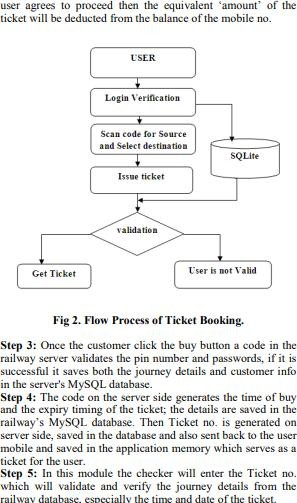 user agrees to proceed then the equivalent 'amount' of the
ticket will be deducted from the balance of the mobile no.
USER
Login Verification
Scan code for Source
and Select destination
SQLite
Issue ticket
validation
Get Ticket
User is not Valid
Fig 2. Flow Process of Ticket Booking.
Step 3: Once the customer click the buy button a code in the
railway server validates the pin number and passwords, if it is
successful it saves both the journey details and customer info
in the server's MySQL database.
Step 4: The code on the server side generates the time of buy
and the expiry timing of the ticket; the details are saved in the
railway's MySQL database. Then Ticket no. is generated on
server side, saved in the database and also sent back to the user
mobile and saved in the application memory which serves as a
ticket for the user.
Step 5: In this module the checker will enter the Ticket no.
which will validate and verify the journey details from the
railway database, especially the time and date of the ticket.